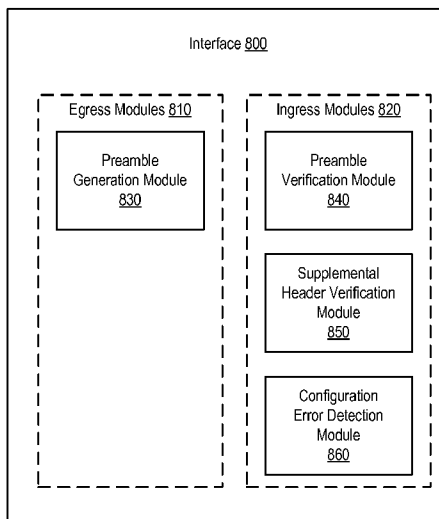 Interface 800
Egress Modules 810
Preamble
Generation Module
830
Ingress Modules 820
Preamble
Verification Module
840
Supplemental
Header Verification
Module
850
Configuration
Error Detection
Module
860